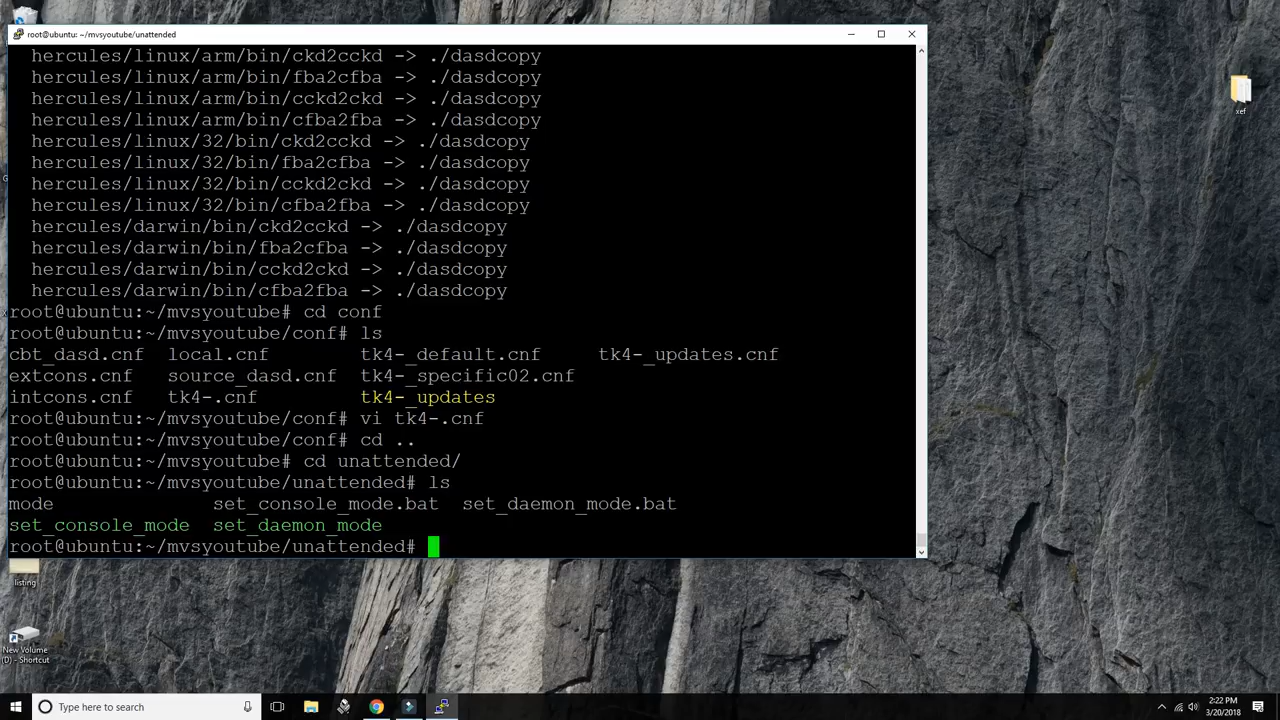 root@ubuntu: ~/mvsyoutube/unattended
hercules/linux/arm/bin/ckd2cckd -> ./dasdcopy
hercules/linux/arm/bin/fba2cfba -> ./dasdcopy
hercules/linux/arm/bin/cckd2ckd -> ./dasdcopy
hercules/linux/arm/bin/cfba2fba -> ./dasdcopy
hercules/linux/32/bin/ckd2cckd -> ./dasdcopy
hercules/linux/32/bin/fba2cfba -> ./dasdcopy
hercules/linux/32/bin/cckd2ckd -> ./dasdcopy
hercules/linux/32/bin/cfba2fba -> ./dasdcopy
hercules/darwin/bin/ckd2cckd -> ./dasdcopy
hercules/darwin/bin/fba2cfba -> ./dasdcopy
hercules/darwin/bin/cckd2ckd -> ./dasdcopy
hercules/darwin/bin/cfba2fba -> ./dasdcopy
root@ubuntu:~/mvsyoutube# cd conf
root@ubuntu:~/mvsyoutube/conf# ls
cbt_dasd.cnf local.cnf tk4-_default.cnf tk4-_updates.cnf
extcons.cnf source_dasd.cnf tk4-_specific02.cnf
intcons.cnf tk4-.cnf tk4-_updates
root@ubuntu:~/mvsyoutube/conf# vi tk4-.cnf
root@ubuntu:~/mvsyoutube/conf# cd ..
root@ubuntu:~/mvsyoutube# cd unattended/
root@ubuntu:~/mvsyoutube/unattended# ls
mode set_console_mode.bat set_daemon_mode.bat
set_console_mode set_daemon_mode
root@ubuntu:~/mvsyoutube/unattended#
xef
listing
New Volume
(D) - Shortcut
Type here to search
2:22 PM
3/20/2018